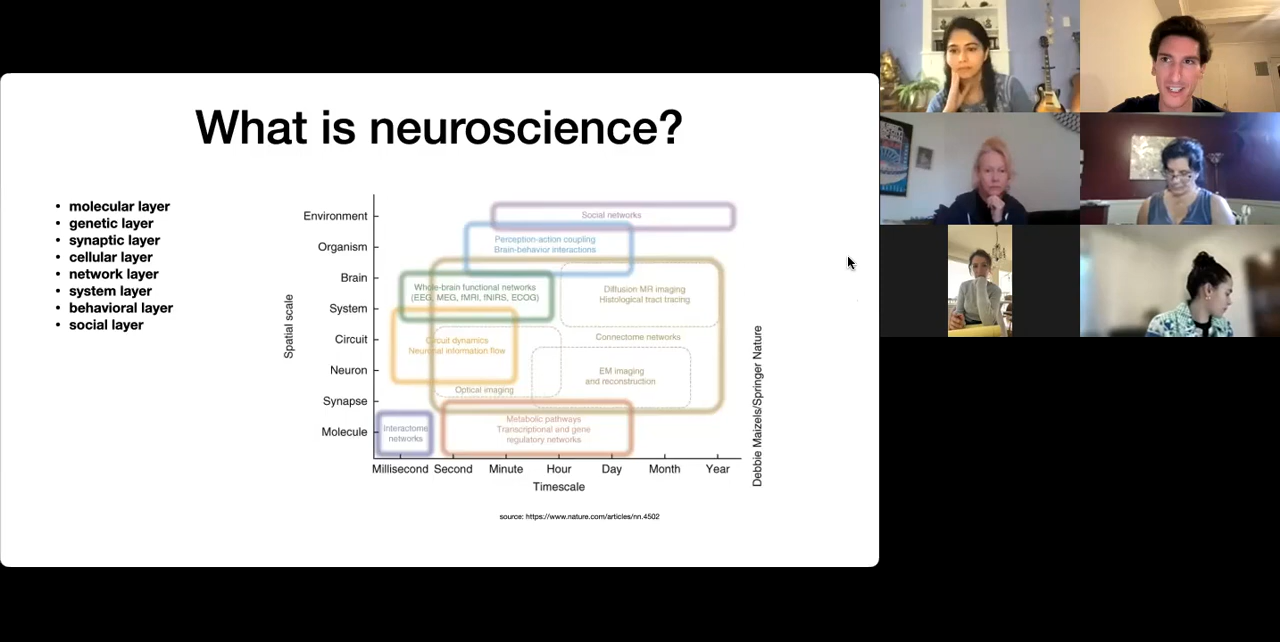 What is neuroscience?
• molecular layer
• genetic layer
• synaptic layer
• cellular layer
• network layer
• system layer
• behavioral layer
• social layer
Spatial scale
Environment
Organism
Brain
System
Circuit
Neuron
Synapse
Molecule
Social networks
Perception-action coupling
Brain-behavior interactions
Whole-brain functional networks
(EEG, MEG, fMRI, fNIRS, ECOG)
Diffusion MR imaging
Histological tract tracing
Circuit dynamics
Neuronal information flow
Connectome networks
EM imaging
and reconstruction
Optical imaging
Interactome
networks
Metabolic pathways
Transcriptional and gene
regulatory networks
Millisecond Second Minute Hour Day Month Year
Timescale
Debbie Maizels/Springer Nature
source: https://www.nature.com/articles/nn.4502